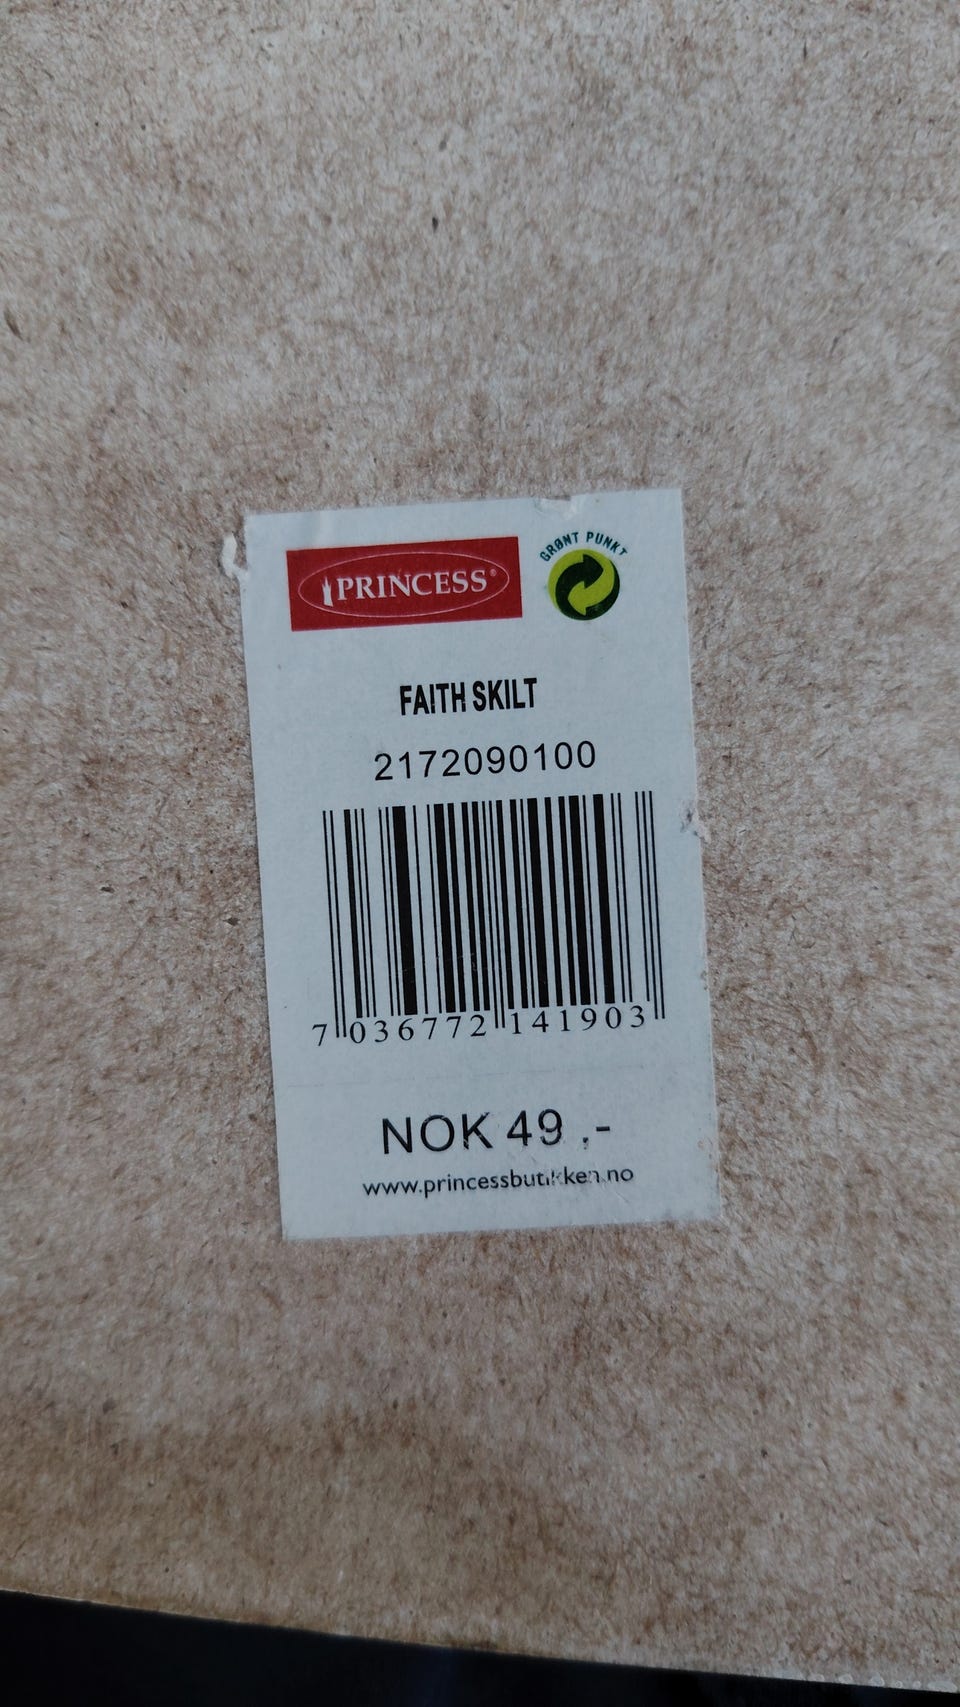 PRINCESS®
GRØNT PUNKT
FAITH SKILT
2172090100
7 036772 141903
NOK 49 ,-
www.princessbutikken.no